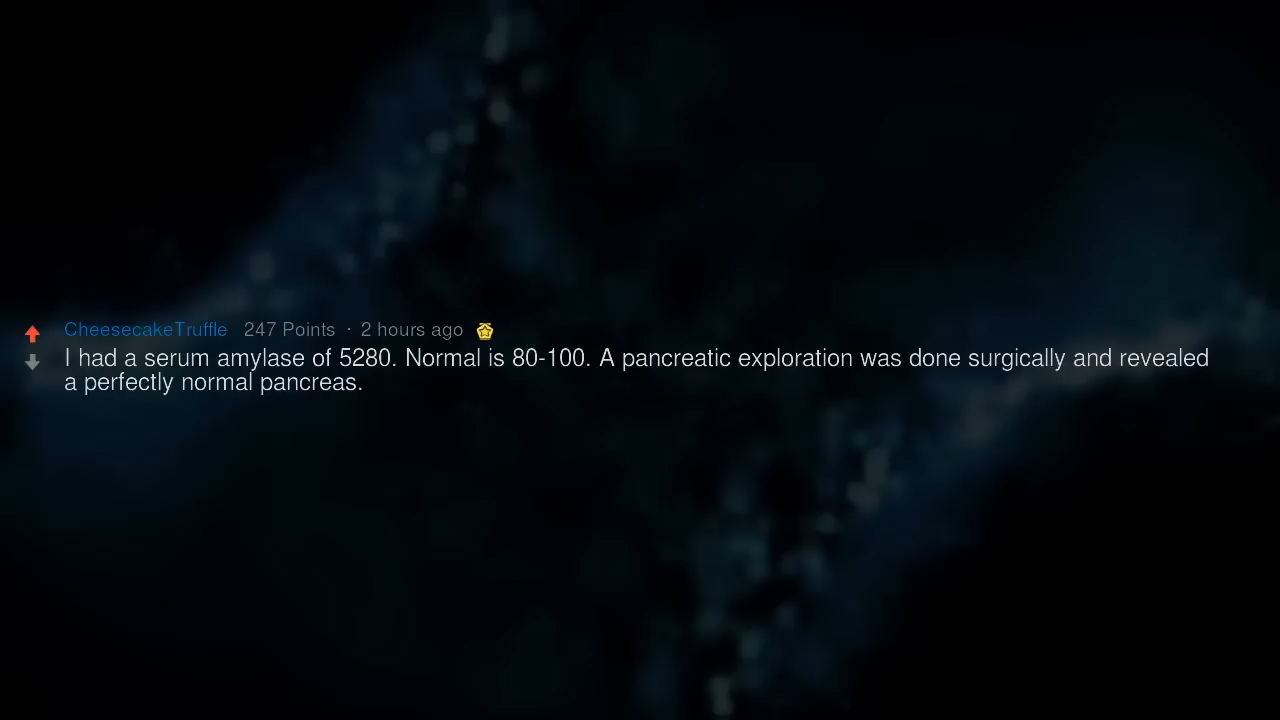 CheesecakeTruffle 247 Points · 2 hours ago
I had a serum amylase of 5280. Normal is 80-100. A pancreatic exploration was done surgically and revealed
a perfectly normal pancreas.